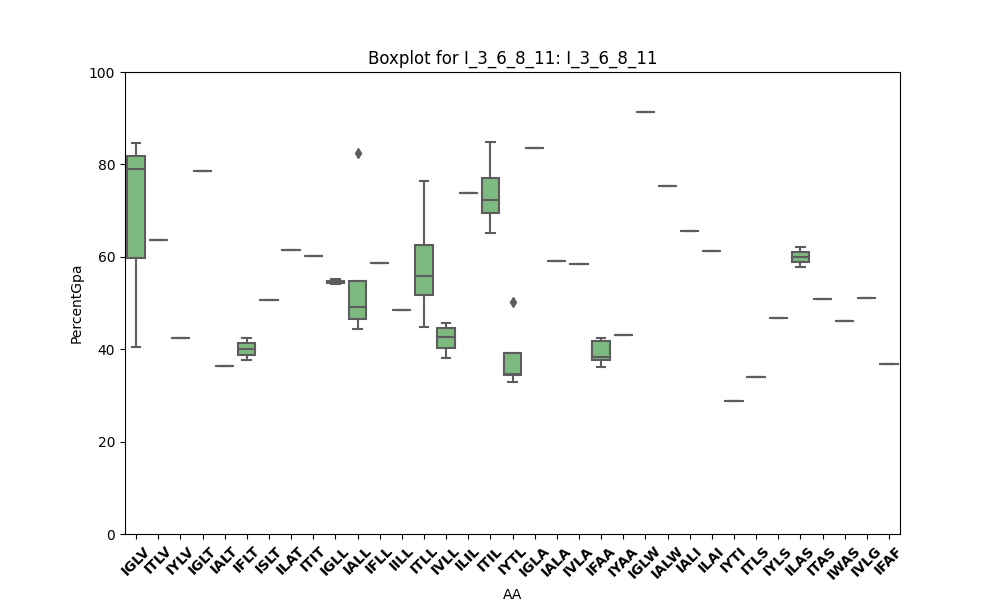 Boxplot for I_3_6_8_11: I_3_6_8_11
100
80
60
40
20
0
PercentGpa
IGLV ITLV IYLV IGLT IALT IFLT ISLT ILAT ITIT IGLL IALL IFLL IILL ITLL IVLL ILIL ITIL IYTL IGLA IALA IVLA IFAA IYAA IGLW IALW IALI ILAI IYTI ITLS IYLS ILAS ITAS IWAS IVLG IFAF
AA